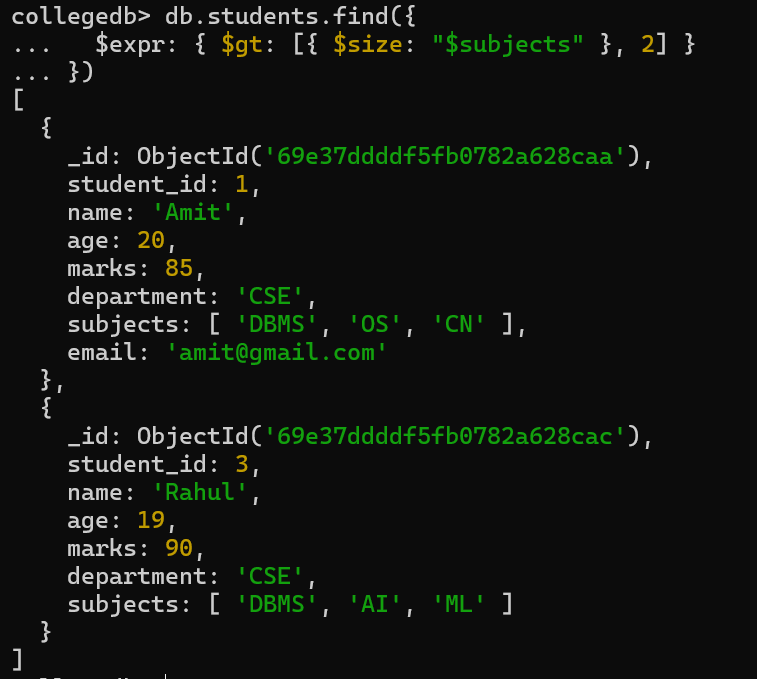 collegedb> db.students.find({
...   $expr: { $gt: [{ $size: "$subjects" }, 2] }
... })
[
  {
    _id: ObjectId('69e37ddddf5fb0782a628caa'),
    student_id: 1,
    name: 'Amit',
    age: 20,
    marks: 85,
    department: 'CSE',
    subjects: [ 'DBMS', 'OS', 'CN' ],
    email: 'amit@gmail.com'
  },
  {
    _id: ObjectId('69e37ddddf5fb0782a628cac'),
    student_id: 3,
    name: 'Rahul',
    age: 19,
    marks: 90,
    department: 'CSE',
    subjects: [ 'DBMS', 'AI', 'ML' ]
  }
]